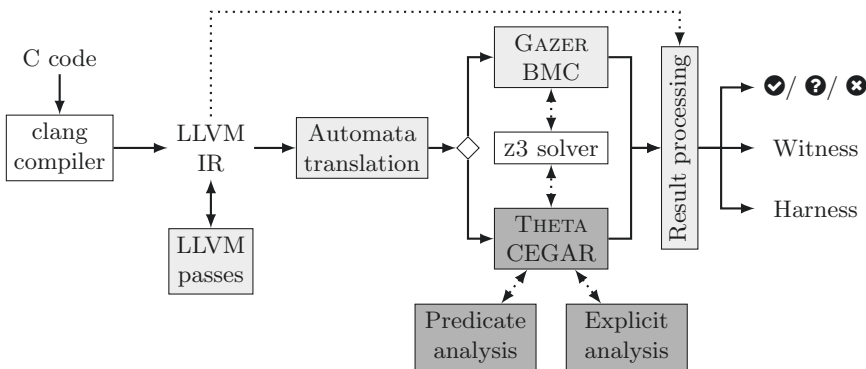 C code
clang
compiler
LLVM
IR
LLVM
passes
Automata
translation
GAZER
BMC
z3 solver
THETA
CEGAR
Predicate
analysis
Explicit
analysis
Result processing
✔/ ?/ ✖
Witness
Harness